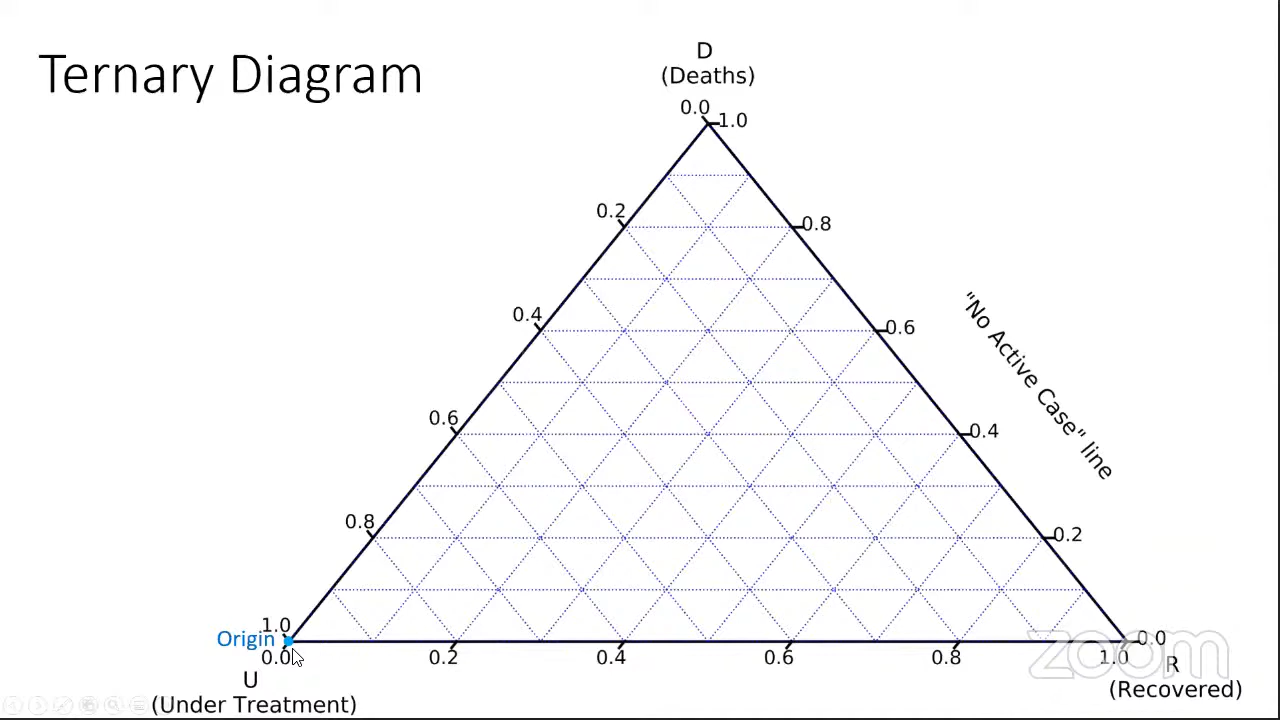 Ternary Diagram
D
(Deaths)
0.0
1.0
0.2
0.8
0.4
0.6
"No Active Case" line
0.6
0.4
0.8
0.2
1.0
Origin
0.0
0.0
0.2
0.4
0.6
0.8
1.0
U
(Under Treatment)
R
(Recovered)
zoom